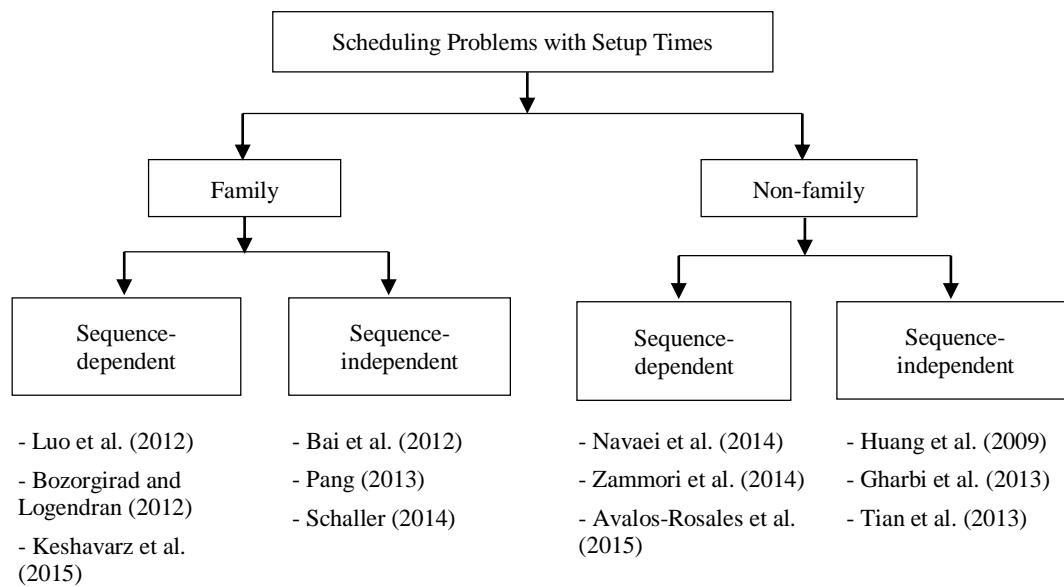 Scheduling Problems with Setup Times
Family
Non-family
Sequence-
dependent
Sequence-
independent
Sequence-
dependent
Sequence-
independent
- Luo et al. (2012)
- Bozorgirad and
Logendran (2012)
- Keshavarz et al.
(2015)
- Bai et al. (2012)
- Pang (2013)
- Schaller (2014)
- Navaei et al. (2014)
- Zammori et al. (2014)
- Avalos-Rosales et al.
(2015)
- Huang et al. (2009)
- Gharbi et al. (2013)
- Tian et al. (2013)